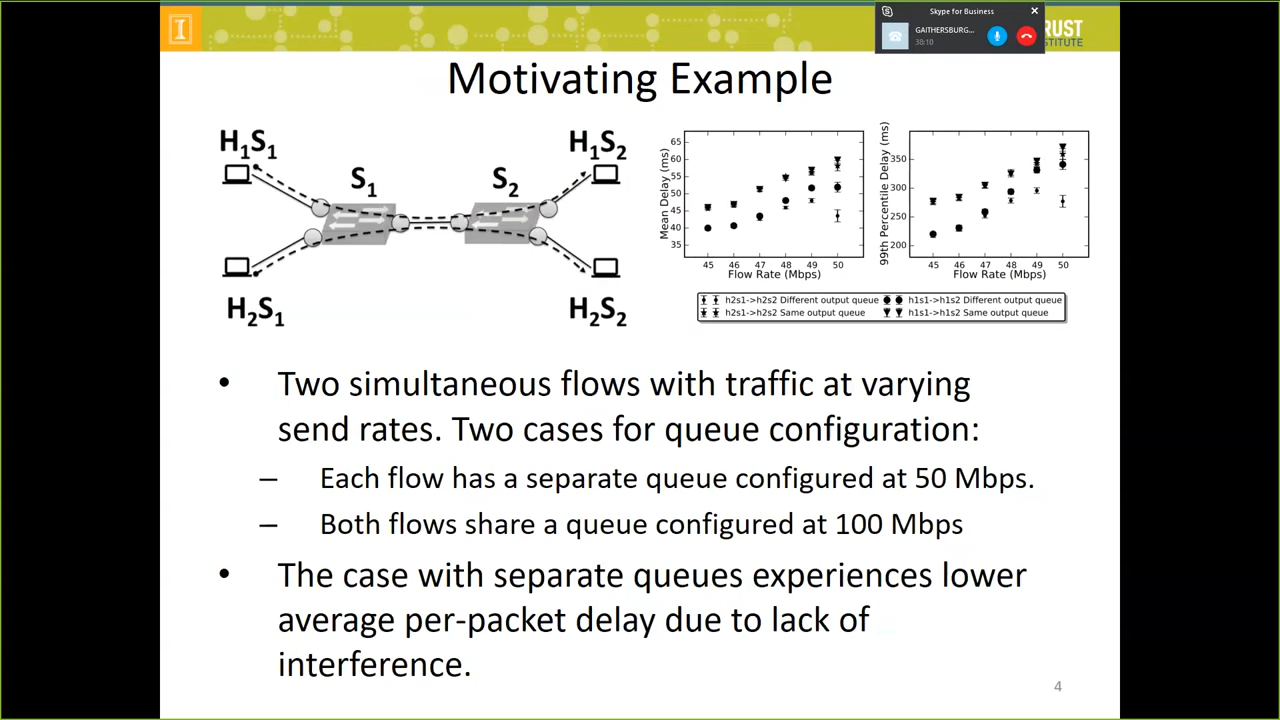 I
Skype for Business
GAITHERSBURG...
38:10
RUST
STITUTE
Motivating Example
H1S1
H1S2
S1
S2
H2S1
H2S2
Mean Delay (ms)
65
60
55
50
45
40
35
45 46 47 48 49 50
Flow Rate (Mbps)
99th Percentile Delay (ms)
350
300
250
200
45 46 47 48 49 50
Flow Rate (Mbps)
h2s1->h2s2 Different output queue
h1s1->h1s2 Different output queue
h2s1->h2s2 Same output queue
h1s1->h1s2 Same output queue
• Two simultaneous flows with traffic at varying
send rates. Two cases for queue configuration:
– Each flow has a separate queue configured at 50 Mbps.
– Both flows share a queue configured at 100 Mbps
• The case with separate queues experiences lower
average per-packet delay due to lack of
interference.
4